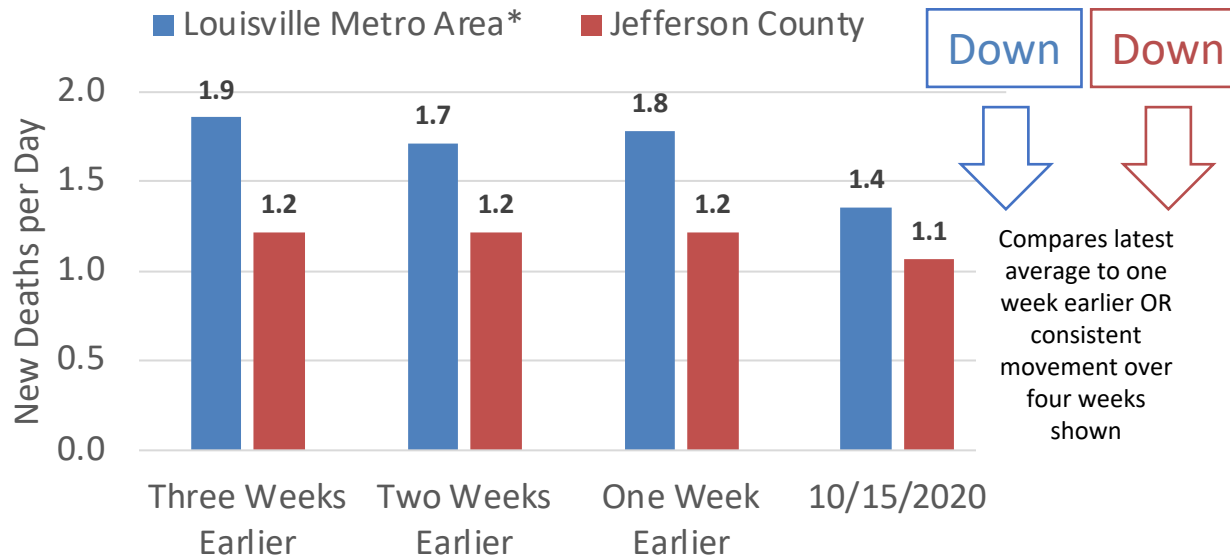 Louisville Metro Area*
Jefferson County
Down
Down
New Deaths per Day
2.0
1.5
1.0
0.5
0.0
1.9
1.2
1.7
1.2
1.8
1.2
1.4
1.1
Three Weeks
Earlier
Two Weeks
Earlier
One Week
Earlier
10/15/2020
Compares latest
average to one
week earlier OR
consistent
movement over
four weeks
shown